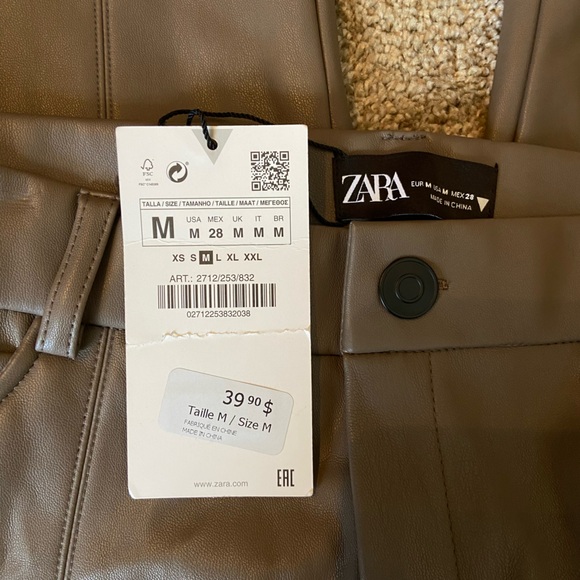 FSC
TALLA / SIZE / TAMANHO / TAILLE / MAAT / ΜΕΓΕΘΟΣ
M
USA MEX UK IT BR
M 28 M M M
XS S M L XL XXL
ART.: 2712/253/832
02712253832038
39 90 $
Taille M / Size M
FABRIQUÉ EN CHINE
MADE IN CHINA
www.zara.com
EAC
ZARA
EUR M USA M MEX 28
MADE IN CHINA